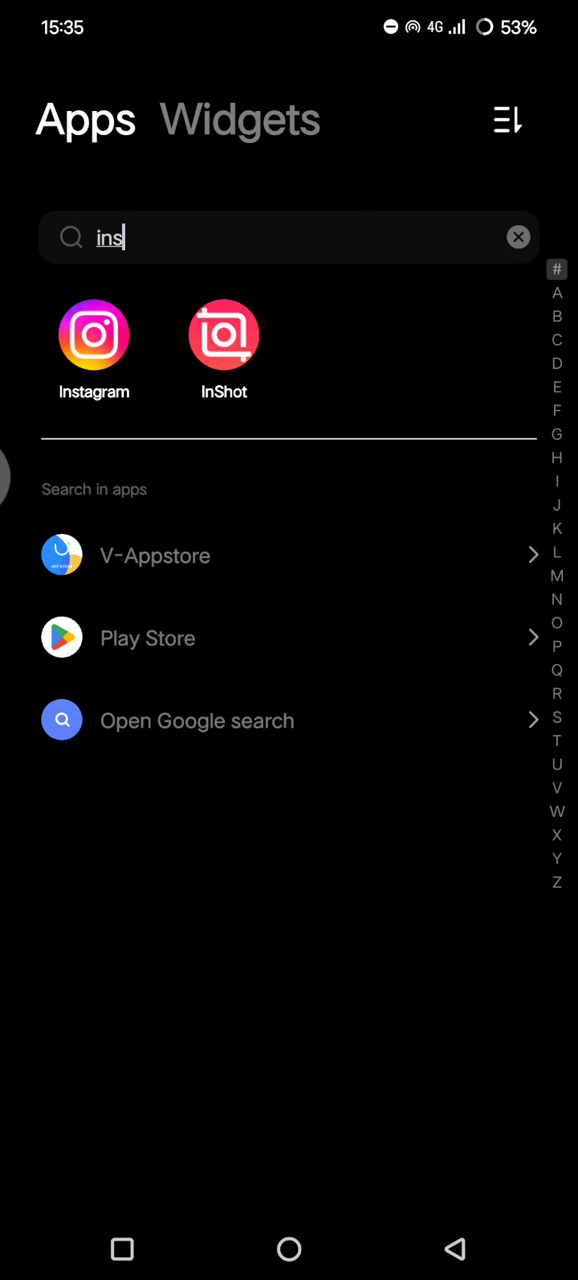 15:35 4G 53%
Apps Widgets
ins
#
A
B
C
D
E
F
G
H
I
J
K
L
M
N
O
P
Q
R
S
T
U
V
W
X
Y
Z
Instagram InShot
Search in apps
V-Appstore
Play Store
Open Google search